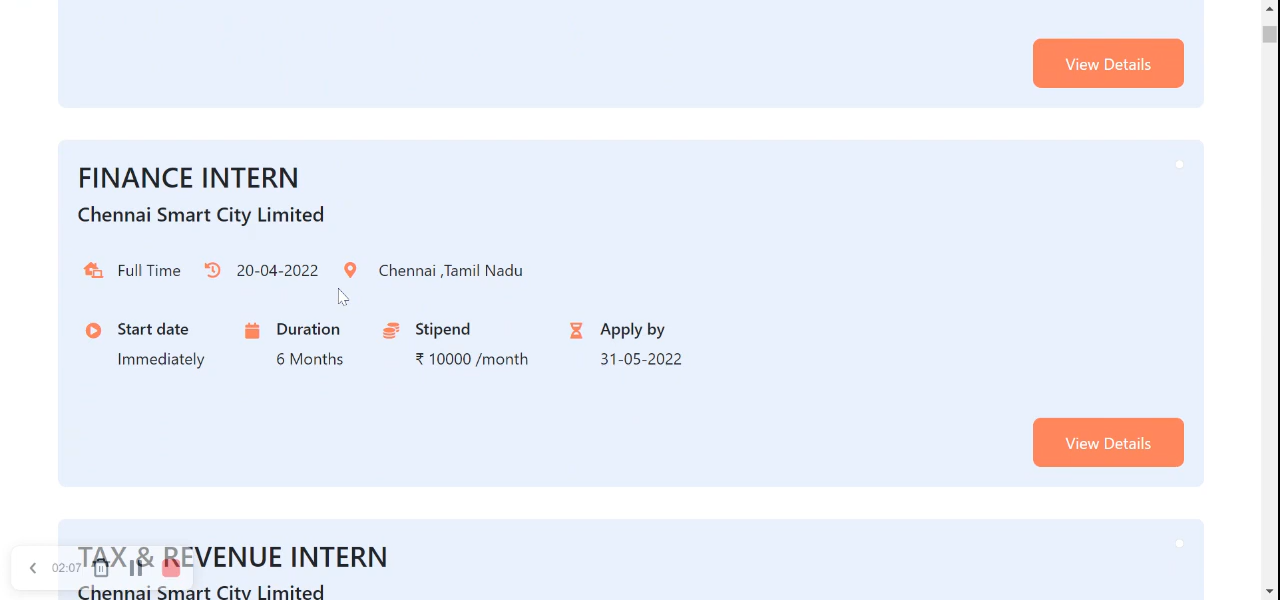 View Details
FINANCE INTERN
Chennai Smart City Limited
Full Time 20-04-2022 Chennai ,Tamil Nadu
Start date Duration Stipend Apply by
Immediately 6 Months ₹ 10000 /month 31-05-2022
View Details
TAX & REVENUE INTERN
02:07
Chennai Smart City Limited